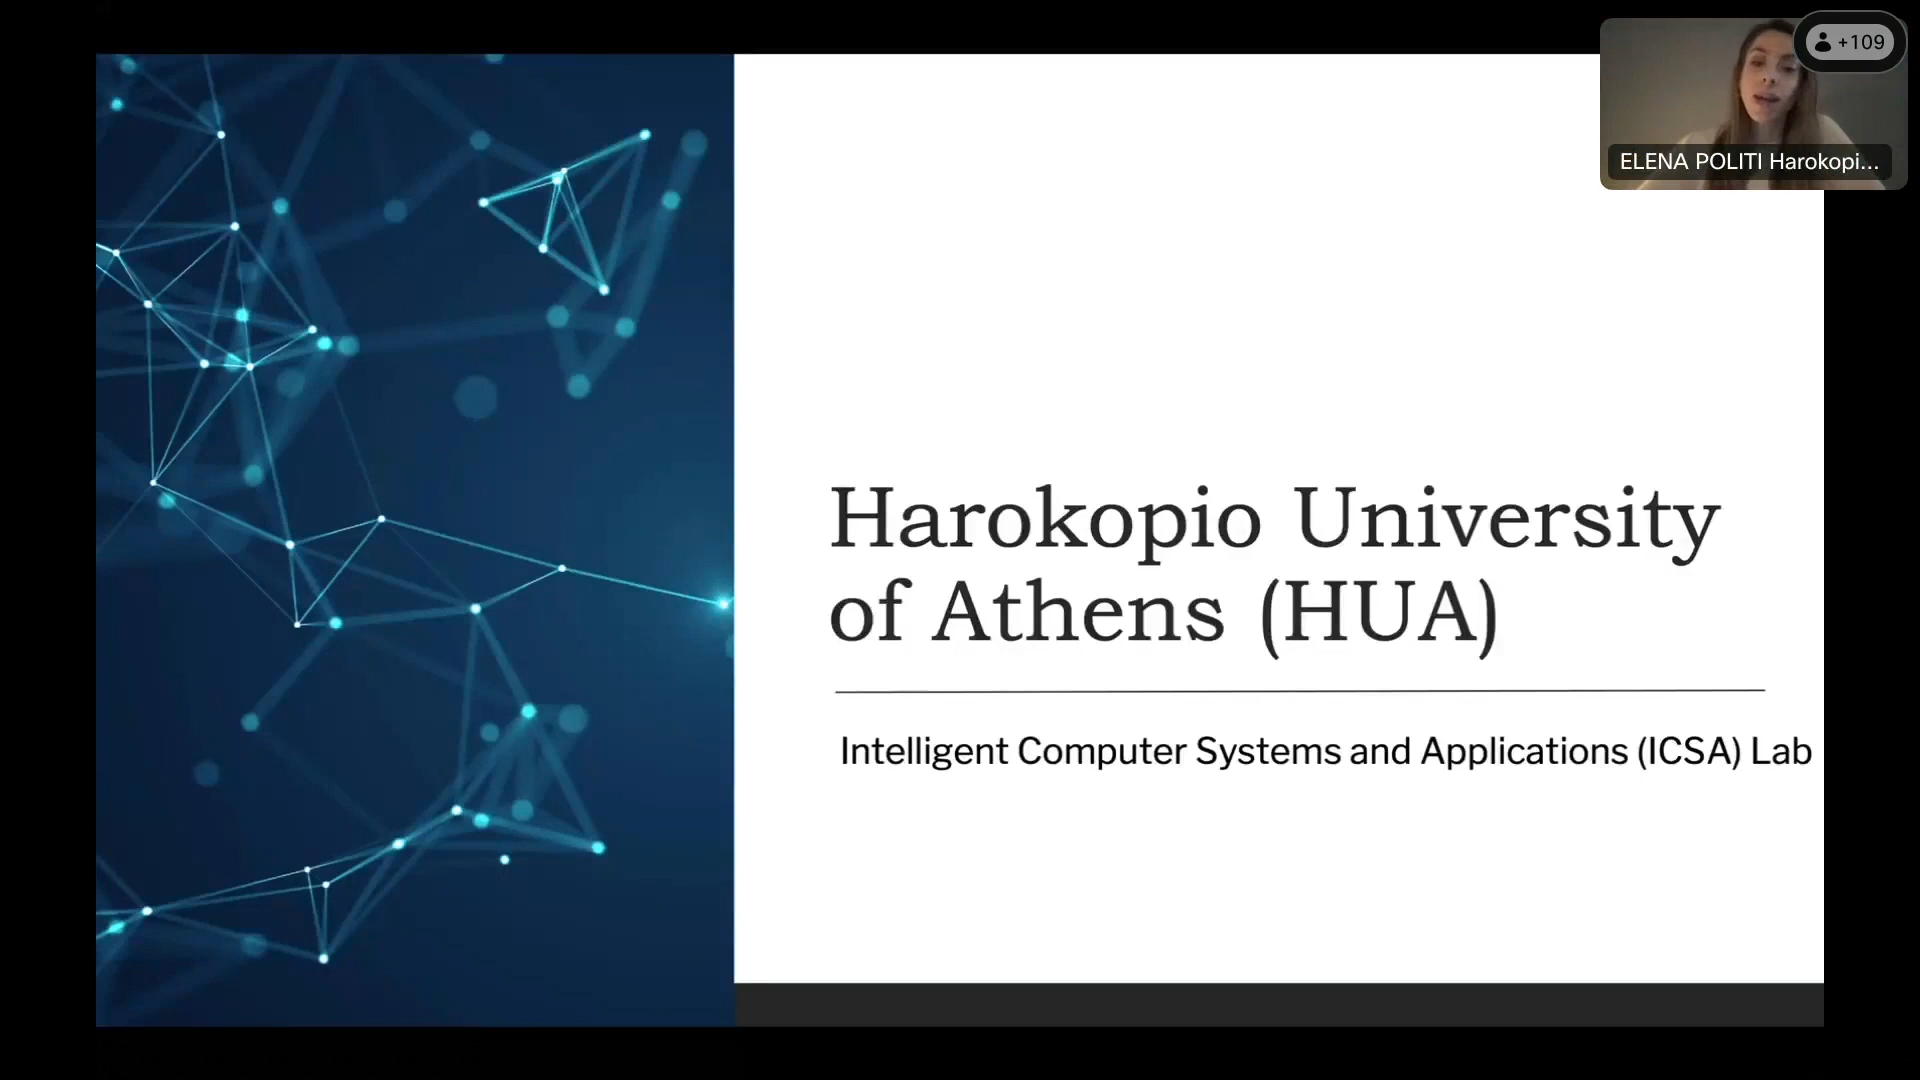 +109
ELENA POLITI Harokopi...
Harokopio University
of Athens (HUA)
Intelligent Computer Systems and Applications (ICSA) Lab